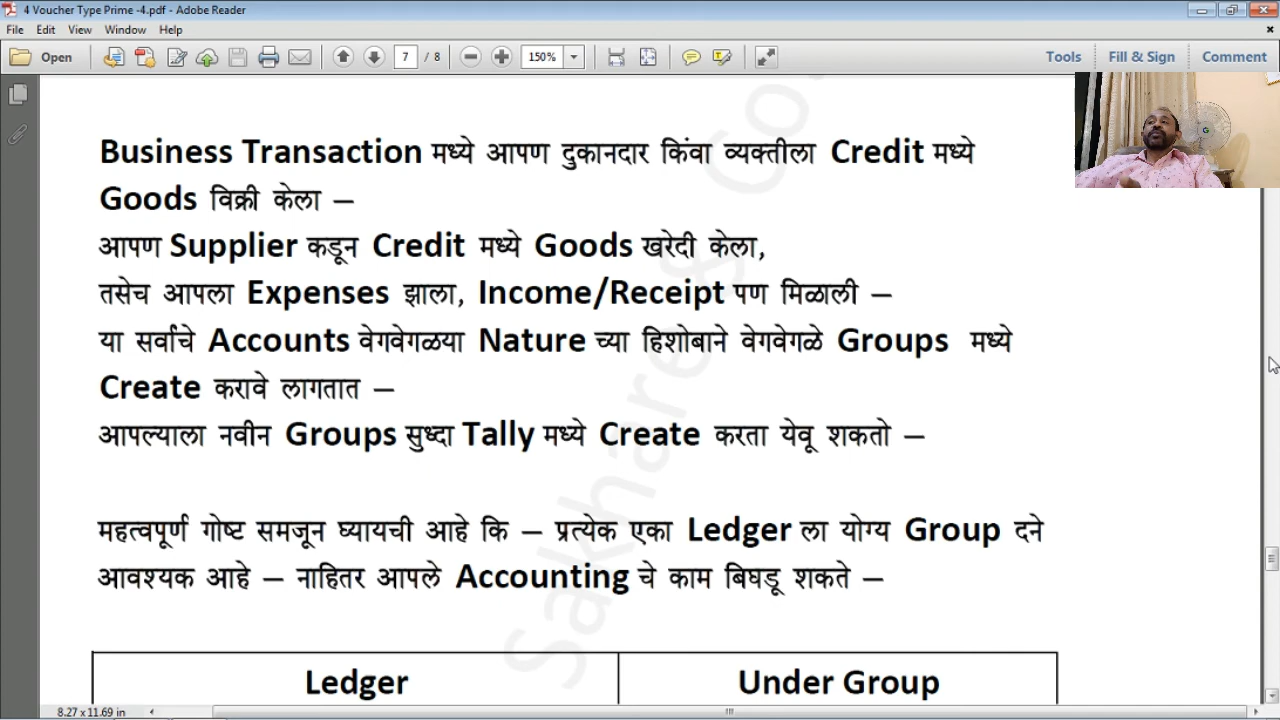 4 Voucher Type Prime -4.pdf - Adobe Reader
File Edit View Window Help
Open 7 / 8 150% Tools Fill & Sign Comment
Business Transaction मध्ये आपण दुकानदार किंवा व्यक्तीला Credit मध्ये
Goods विक्री केला –
आपण Supplier कडून Credit मध्ये Goods खरेदी केला,
तसेच आपला Expenses झाला, Income/Receipt पण मिळाली –
या सर्वांचे Accounts वेगवेगळया Nature च्या हिशोबाने वेगवेगळे Groups मध्ये
Create करावे लागतात –
आपल्याला नवीन Groups सुध्दा Tally मध्ये Create करता येवू शकतो –
महत्वपूर्ण गोष्ट समजून घ्यायची आहे कि – प्रत्येक एका Ledger ला योग्य Group दने
आवश्यक आहे – नाहितर आपले Accounting चे काम बिघडू शकते –
Ledger Under Group
8.27 x 11.69 in
Sakhare & Co.